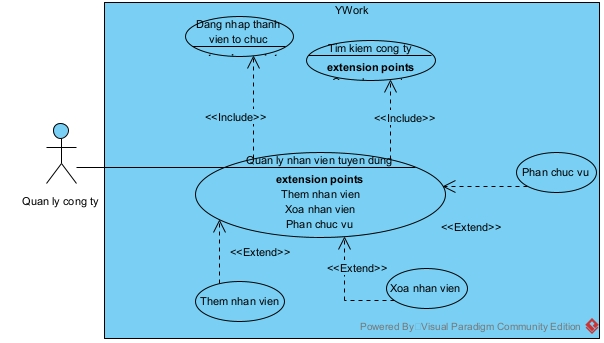 YWork
Dang nhap thanh
vien to chuc
Tim kiem cong ty
extension points
<<Include>>
<<Include>>
Quan ly cong ty
Quan ly nhan vien tuyen dung
extension points
Them nhan vien
Xoa nhan vien
Phan chuc vu
Phan chuc vu
<<Extend>>
<<Extend>>
<<Extend>>
Them nhan vien
Xoa nhan vien
Powered By: Visual Paradigm Community Edition